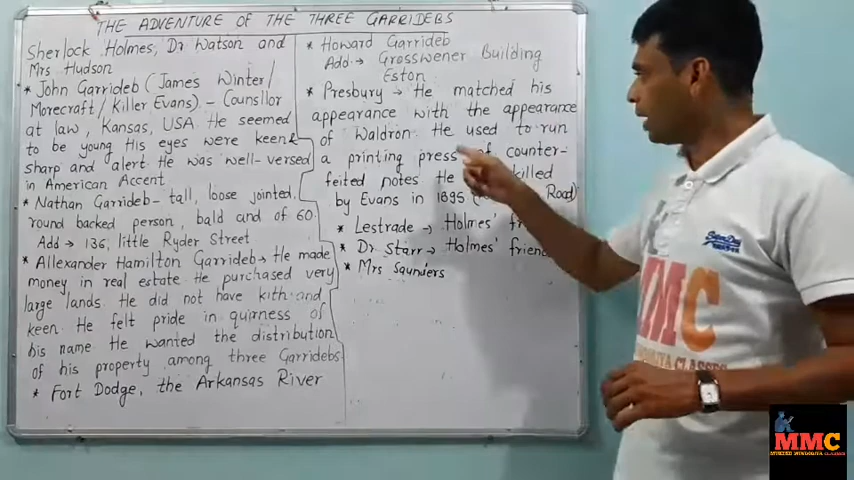 THE ADVENTURE OF THE THREE GARRIDEBS
Sherlock Holmes, Dr Watson and
Mrs Hudson
* John Garrideb (James Winter/
Morecraft/ Killer Evans) - Counsllor
at law, Kansas, USA. He seemed
to be young His eyes were keen &
sharp and alert. He was well-versed
in American Accent.
* Nathan Garrideb - tall, loose jointed,
round backed person, bald and of 60.
Add → 136, little Ryder Street
* Allexander Hamilton Garrideb → He made
money in real estate. He purchased very
large lands. He did not have kith and
keen. He felt pride in quirness of
his name. He wanted the distribution
of his property among three Garridebs
* Fort Dodge, the Arkansas River
* Howard Garrideb
Add → Grosswener Building
Eston
* Presbury → He matched his
appearance with the appearance
of Waldron. He used to run
a printing press of counter-
feited notes. He killed
by Evans in 1895 Road)
* Lestrade → Holmes'
* Dr Starr → Holmes' friend
* Mrs Saunders
SuperDry
MMC
MMC